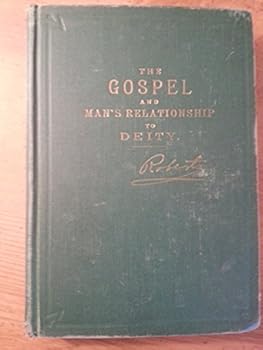 THE
GOSPEL
AND
MAN'S RELATIONSHIP
TO
DEITY.
Roberts